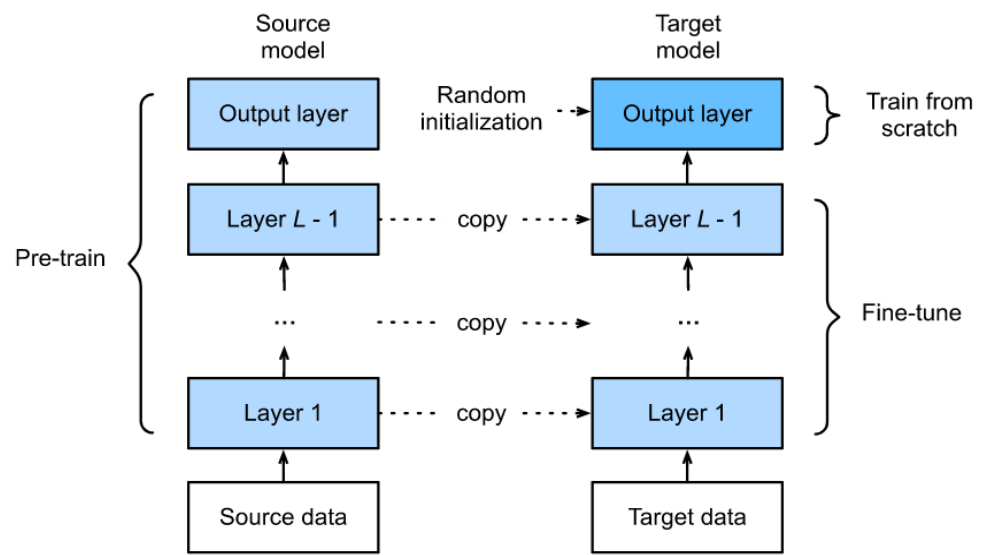 Source
model
Target
model
Output layer
Random
initialization
Output layer
Train from
scratch
Layer L - 1
copy
Layer L - 1
Pre-train
...
copy
...
Fine-tune
Layer 1
copy
Layer 1
Source data
Target data